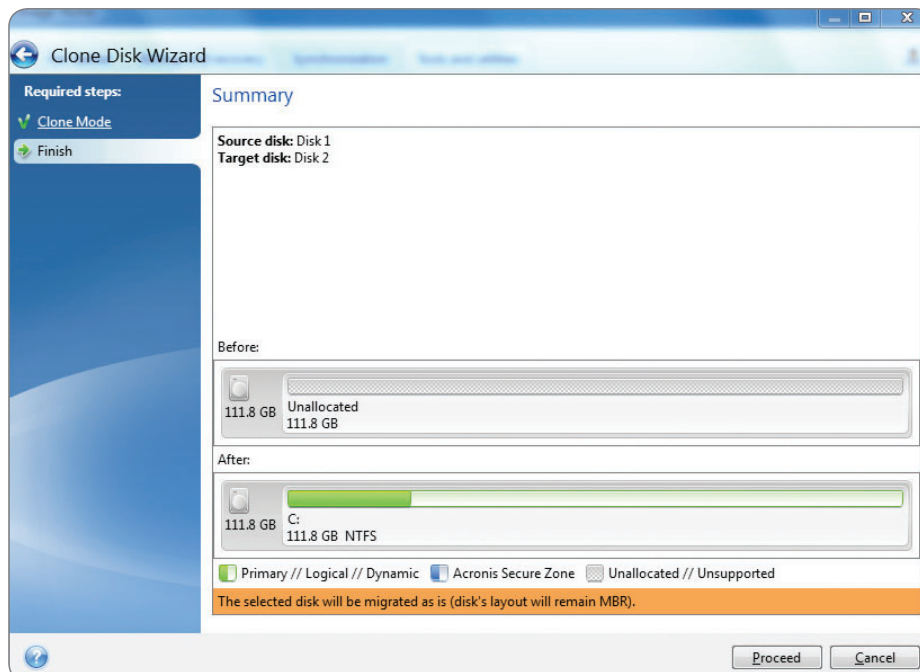 Clone Disk Wizard
Required steps:
Clone Mode
Finish
Summary
Source disk: Disk 1
Target disk: Disk 2
Before:
111.8 GB
Unallocated
111.8 GB
After:
111.8 GB
C:
111.8 GB NTFS
Primary // Logical // Dynamic Acronis Secure Zone Unallocated // Unsupported
The selected disk will be migrated as is (disk's layout will remain MBR).
Proceed Cancel